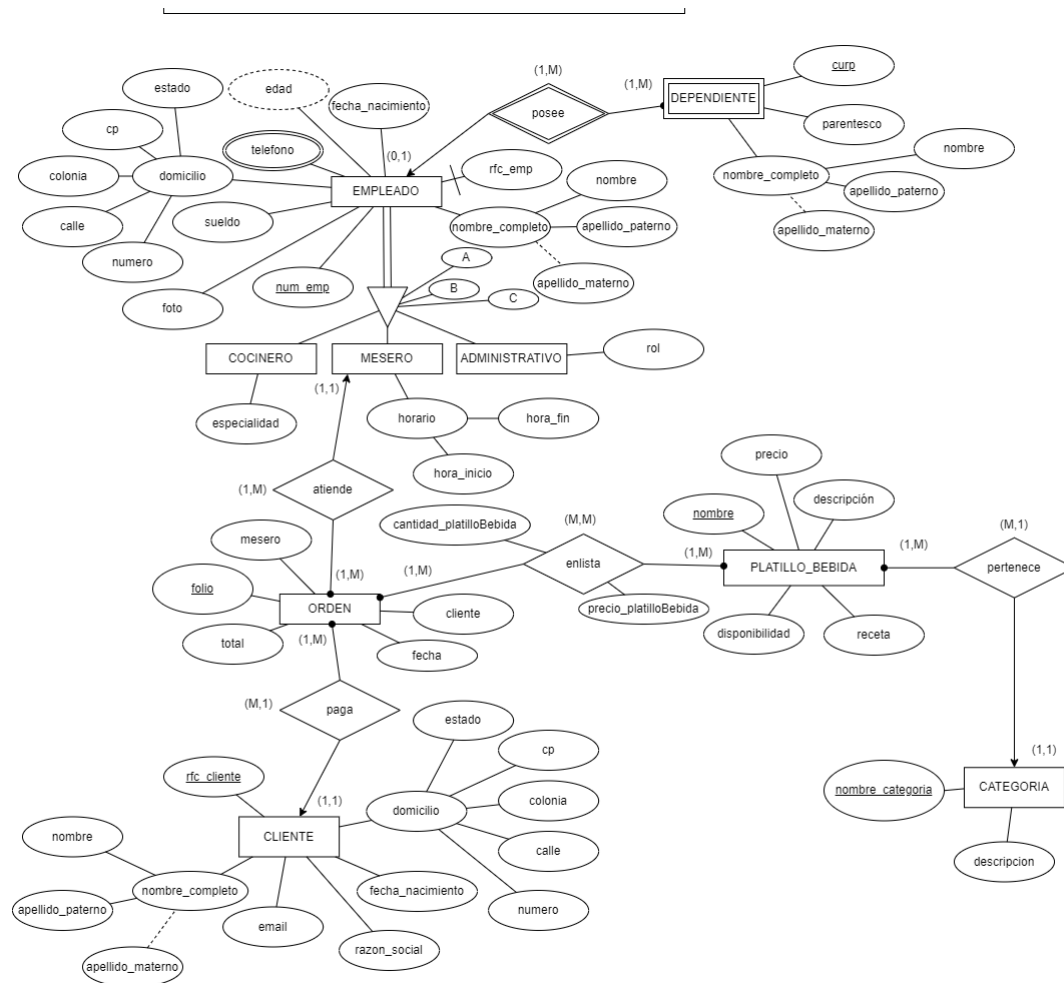 (1,M)
curp
estado
edad
fecha_nacimiento
(1,M)
DEPENDIENTE
posee
cp
telefono
parentesco
(0,1)
nombre
colonia
domicilio
rfc_emp
nombre_completo
EMPLEADO
nombre
apellido_paterno
calle
sueldo
nombre_completo
apellido_paterno
apellido_materno
numero
A
B
C
apellido_materno
foto
num_emp
COCINERO
MESERO
ADMINISTRATIVO
rol
(1,1)
especialidad
horario
hora_fin
precio
hora_inicio
(1,M)
atiende
descripción
nombre
cantidad_platilloBebida
(M,M)
(M,1)
mesero
(1,M)
(1,M)
(1,M)
(1,M)
enlista
PLATILLO_BEBIDA
pertenece
folio
ORDEN
cliente
precio_platilloBebida
total
(1,M)
fecha
disponibilidad
receta
(M,1)
paga
estado
cp
(1,1)
rfc_cliente
nombre_categoria
CATEGORIA
colonia
(1,1)
domicilio
nombre
CLIENTE
calle
descripcion
nombre_completo
fecha_nacimiento
apellido_paterno
numero
email
razon_social
apellido_materno